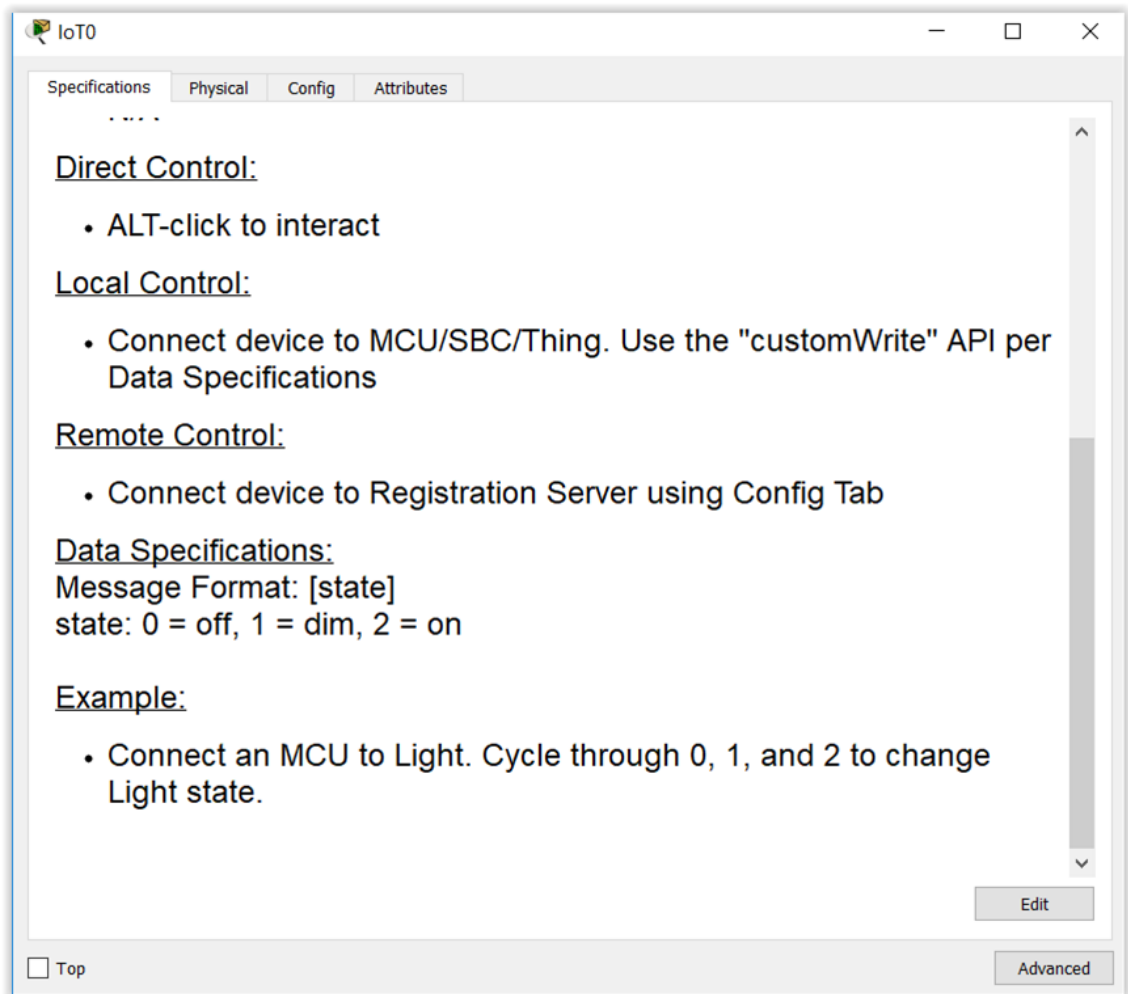 IoT0
Specifications Physical Config Attributes
Direct Control:
• ALT-click to interact
Local Control:
• Connect device to MCU/SBC/Thing. Use the "customWrite" API per
Data Specifications
Remote Control:
• Connect device to Registration Server using Config Tab
Data Specifications:
Message Format: [state]
state: 0 = off, 1 = dim, 2 = on
Example:
• Connect an MCU to Light. Cycle through 0, 1, and 2 to change
Light state.
Edit
Top
Advanced